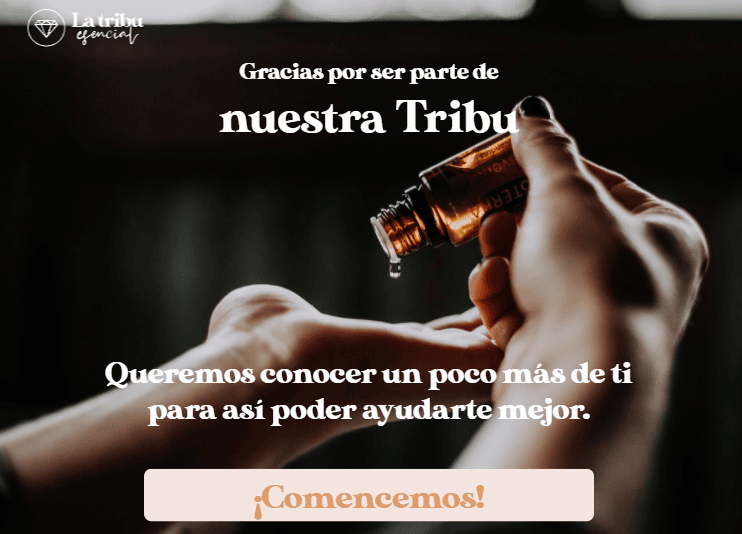 La tribu
esencial
Gracias por ser parte de
nuestra Tribu
Queremos conocer un poco más de ti
para así poder ayudarte mejor.
¡Comencemos!